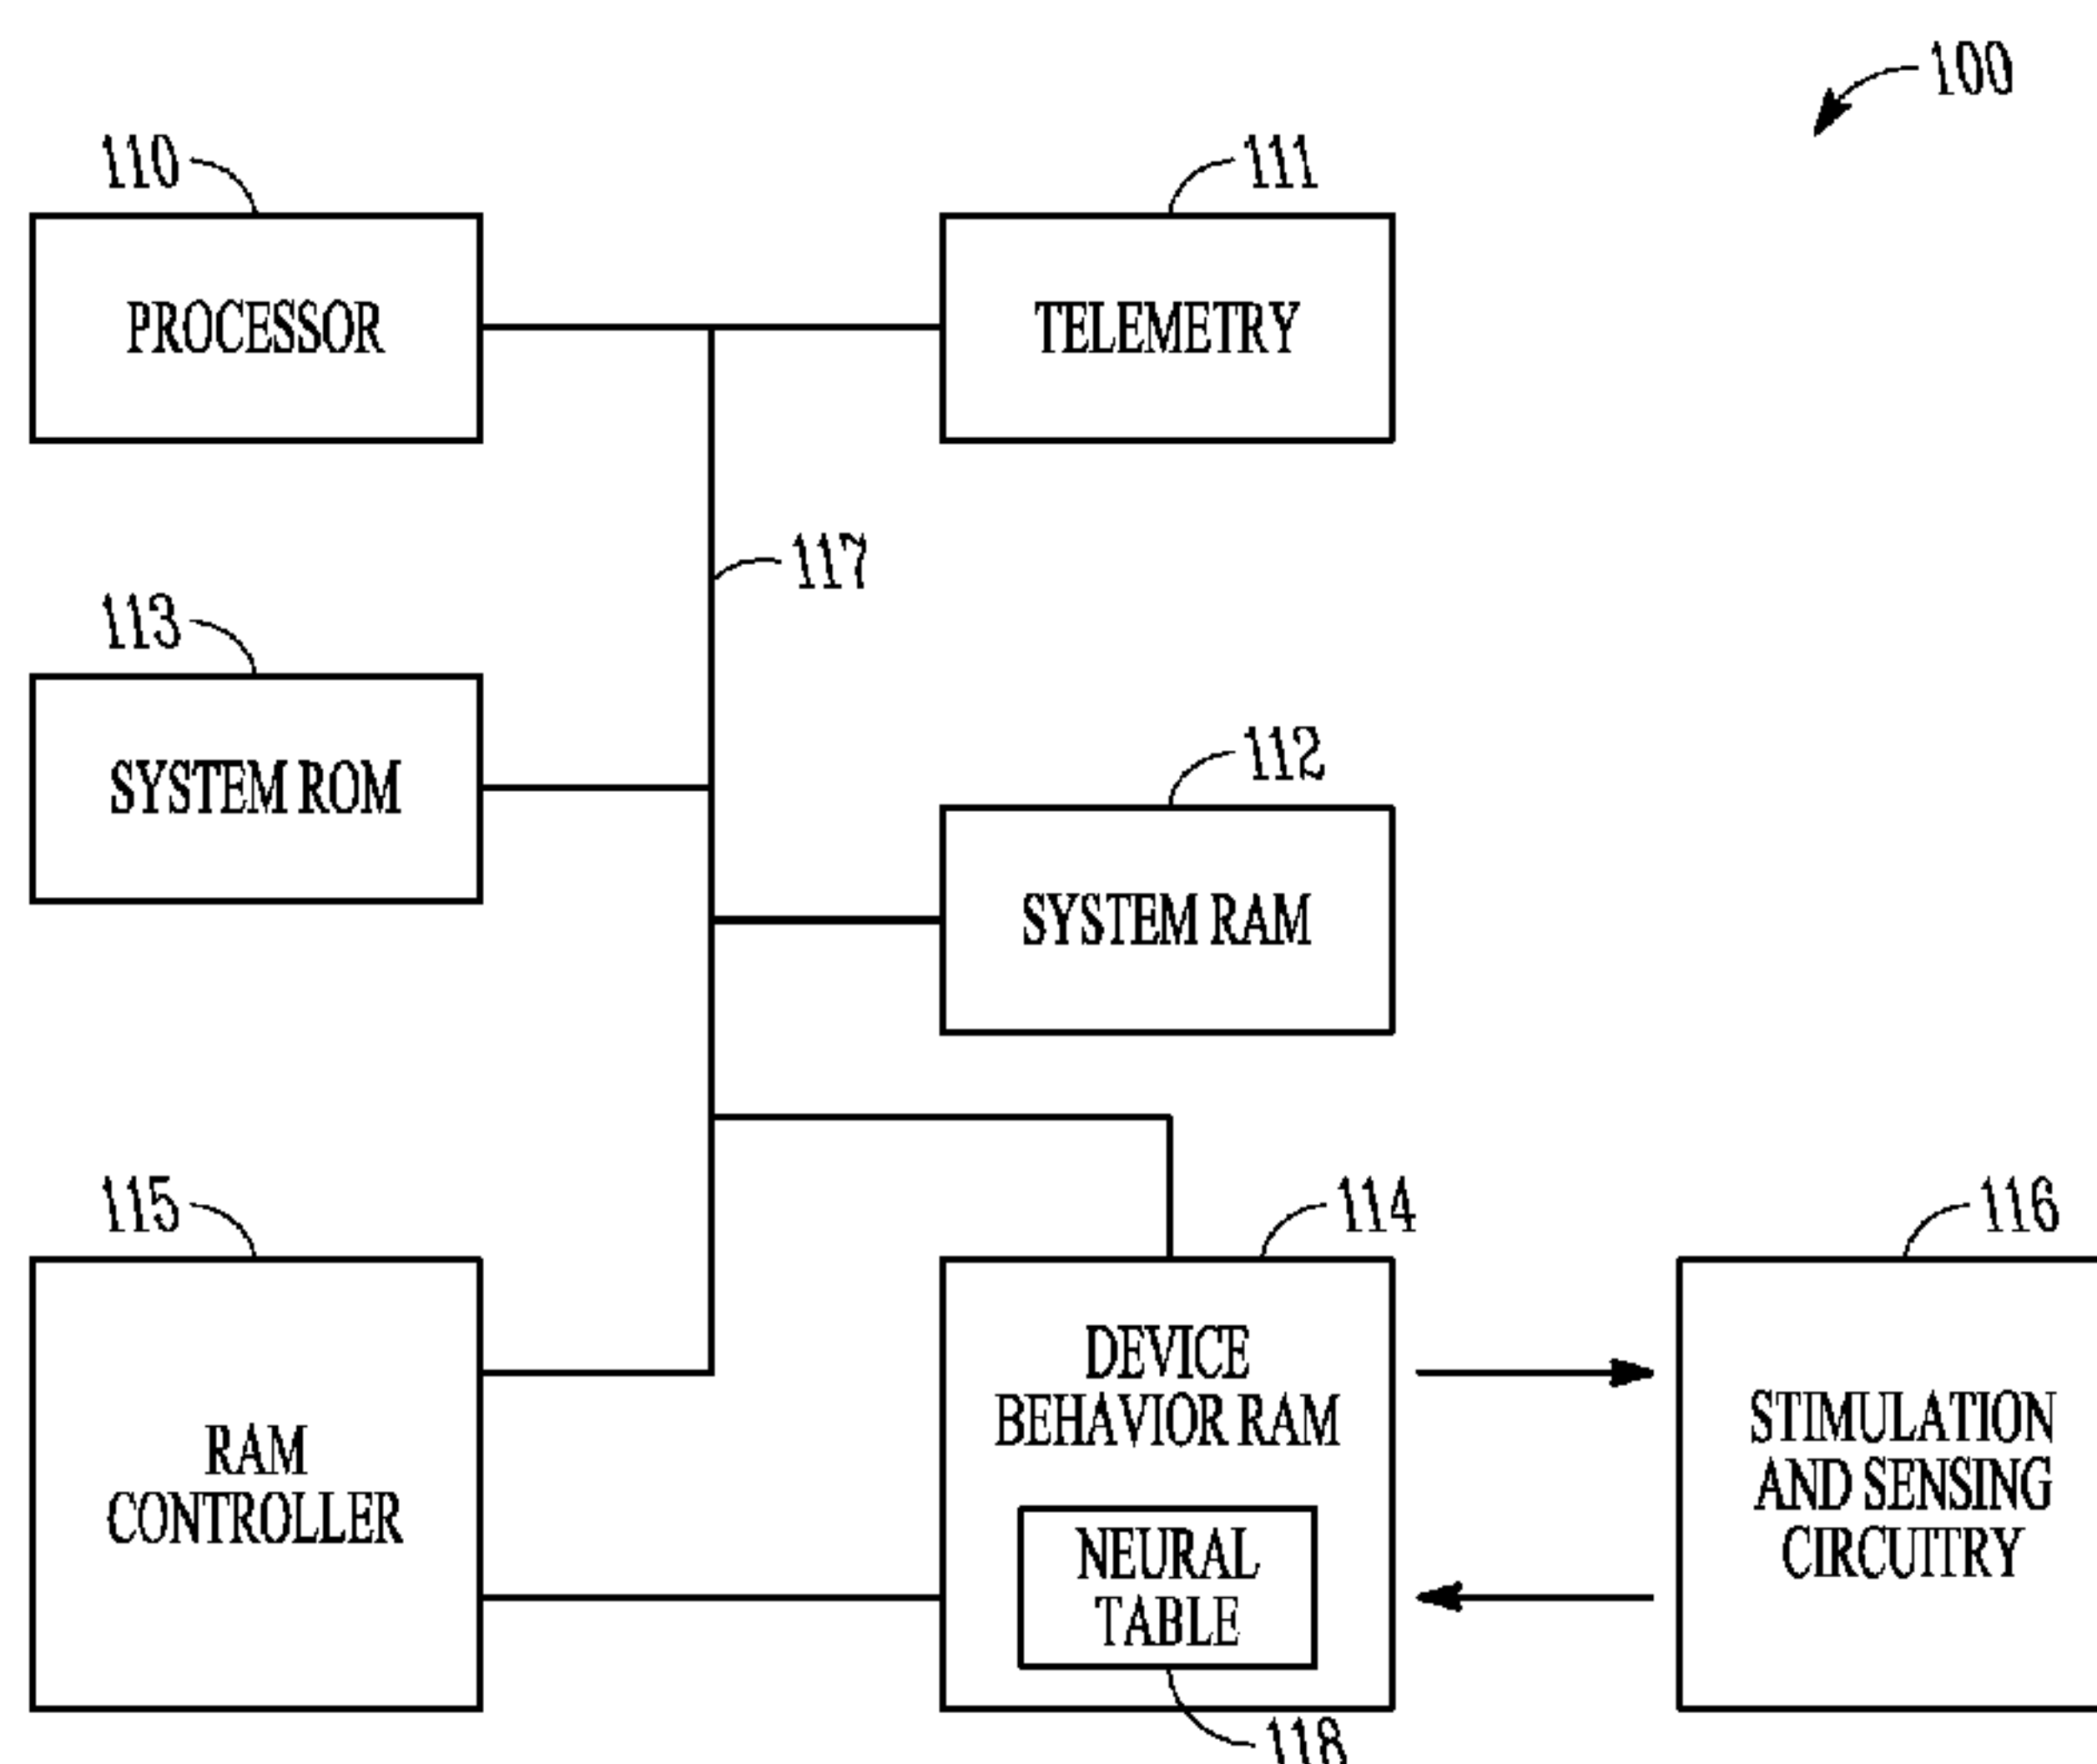 100
110
111
PROCESSOR
TELEMETRY
117
113
112
SYSTEM ROM
SYSTEM RAM
115
114
116
RAM
CONTROLLER
DEVICE
BEHAVIOR RAM
NEURAL
TABLE
STIMULATION
AND SENSING
CIRCUITRY
118